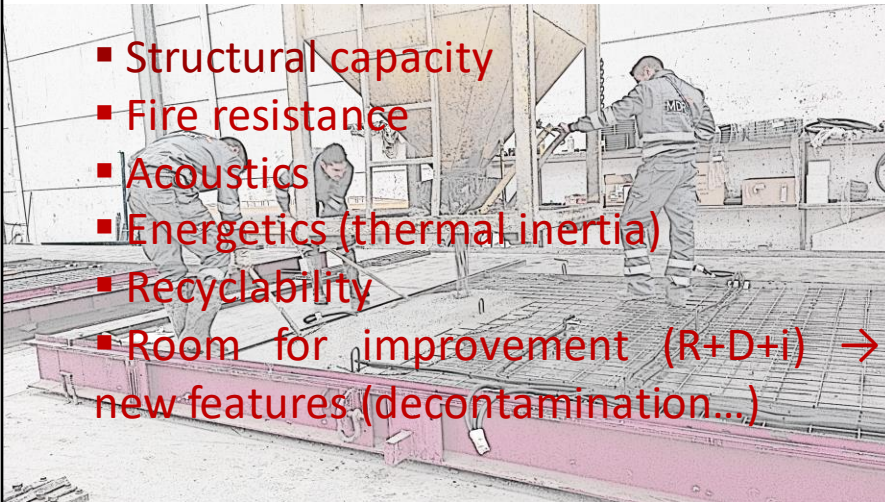 ▪ Structural capacity
▪ Fire resistance
▪ Acoustics
▪ Energetics (thermal inertia)
▪ Recyclability
▪ Room for improvement (R+D+i) →
new features (decontamination...)